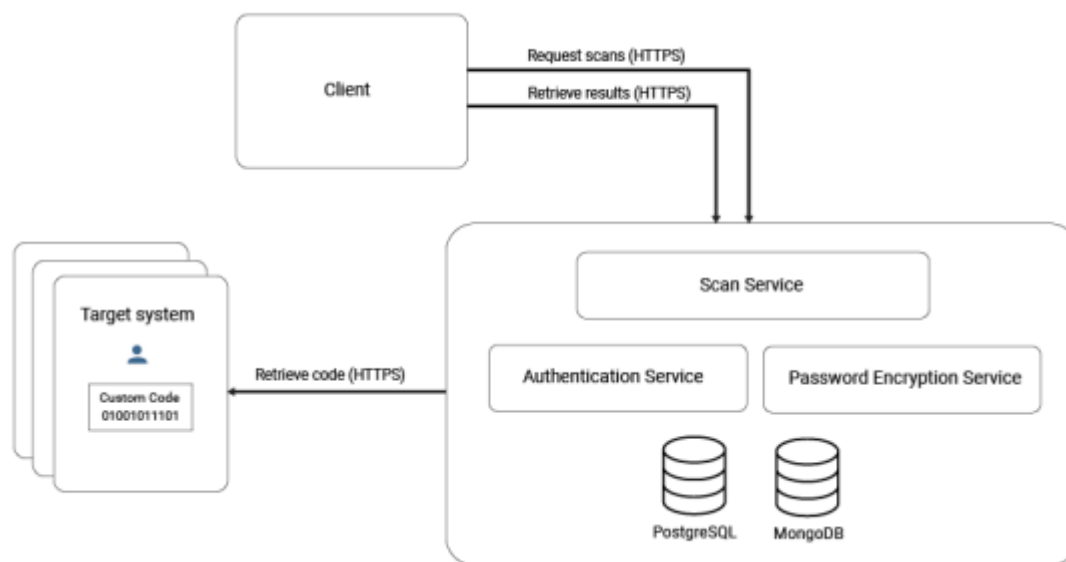 Request scans (HTTPS)
Client
Retrieve results (HTTPS)
Scan Service
Target system
Retrieve code (HTTPS)
Authentication Service
Password Encryption Service
Custom Code
01001011101
PostgreSQL
MongoDB